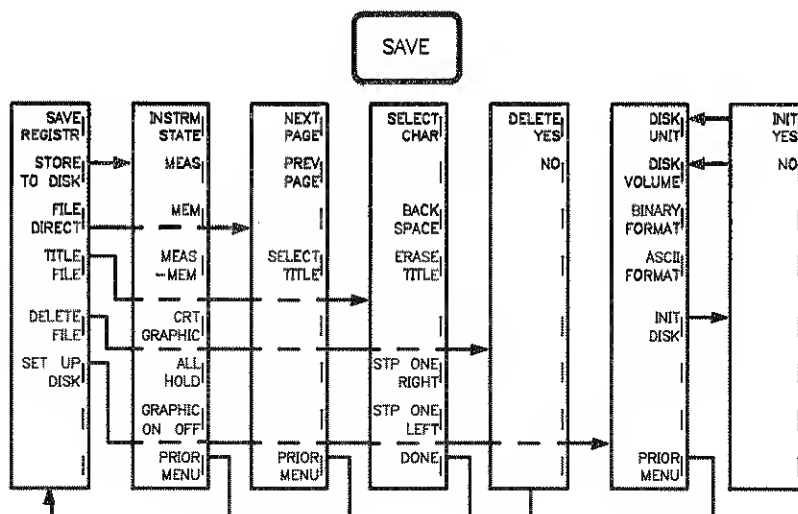 SAVE
SAVE
REGISTR
STORE
TO DISK
FILE
DIRECT
TITLE
FILE
DELETE
FILE
SET UP
DISK
INSTRM
STATE
MEAS
MEM
MEAS
-MEM
CRT
GRAPHIC
ALL
HOLD
GRAPHIC
ON OFF
PRIOR
MENU
NEXT
PAGE
PREV
PAGE
SELECT
TITLE
PRIOR
MENU
SELECT
CHAR
BACK
SPACE
ERASE
TITLE
STP ONE
RIGHT
STP ONE
LEFT
DONE
DELETE
YES
NO
DISK
UNIT
DISK
VOLUME
BINARY
FORMAT
ASCII
FORMAT
INIT
DISK
PRIOR
MENU
INIT
YES
NO